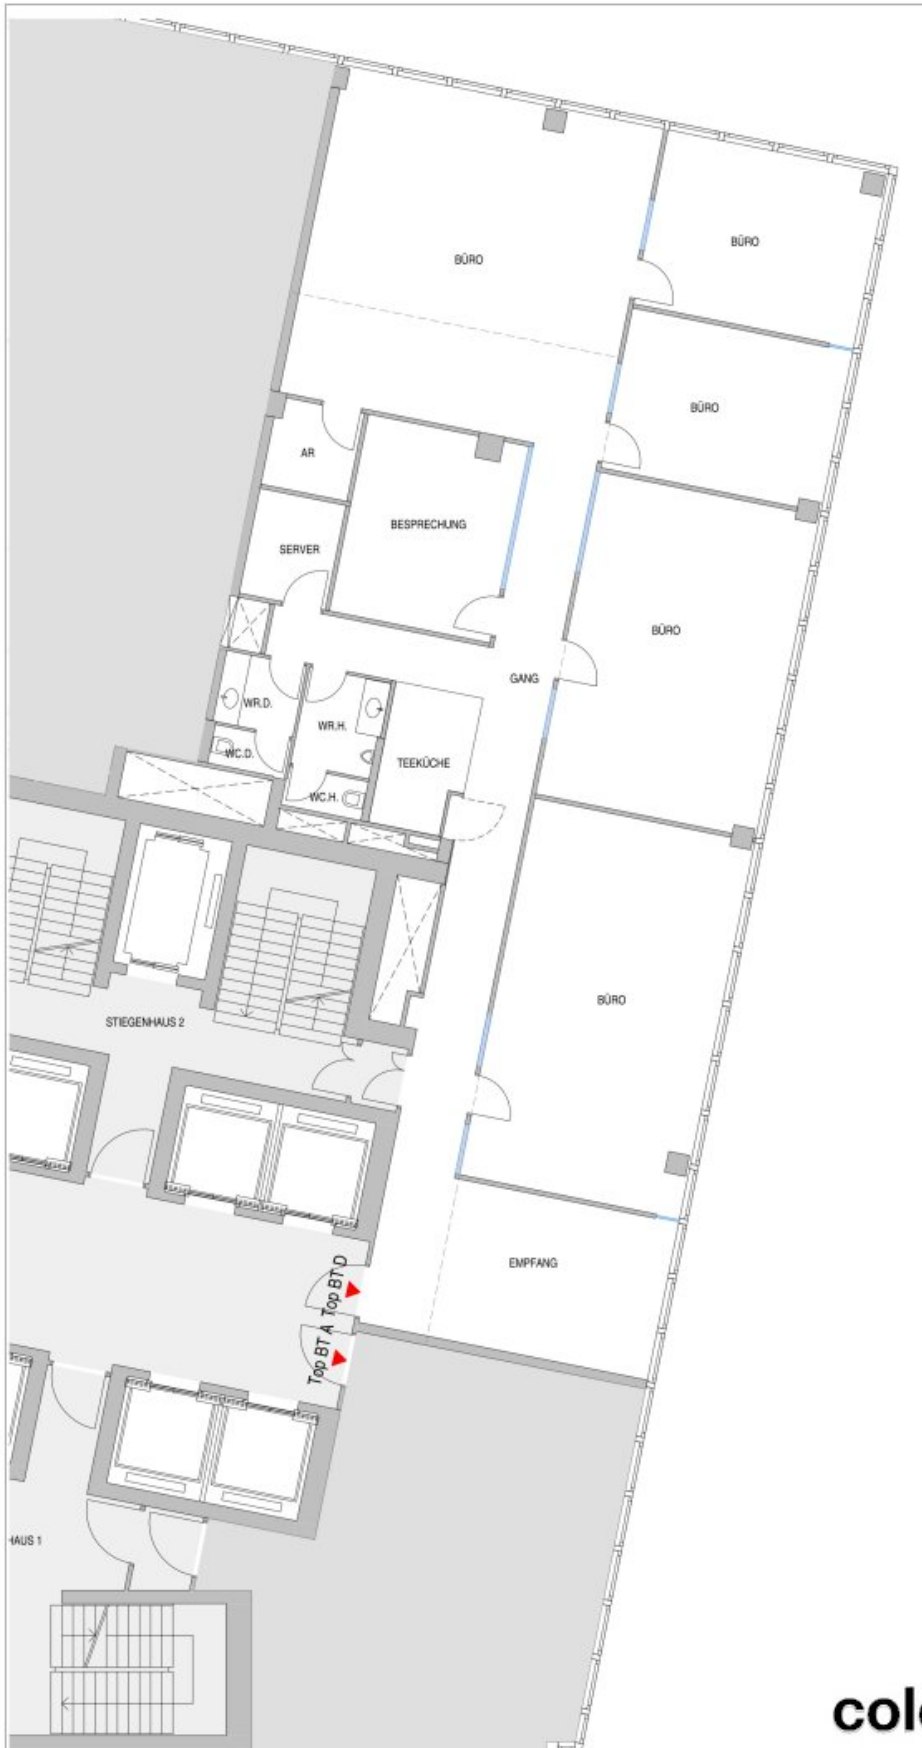 BÜRO
BÜRO
BÜRO
AR
BESPRECHUNG
SERVER
BÜRO
GANG
WR.D.
WR.H.
WC.D.
TEEKÜCHE
WC.H.
BÜRO
STIEGENHAUS 2
EMPFANG
Top BT D
Top BT A
HAUS 1